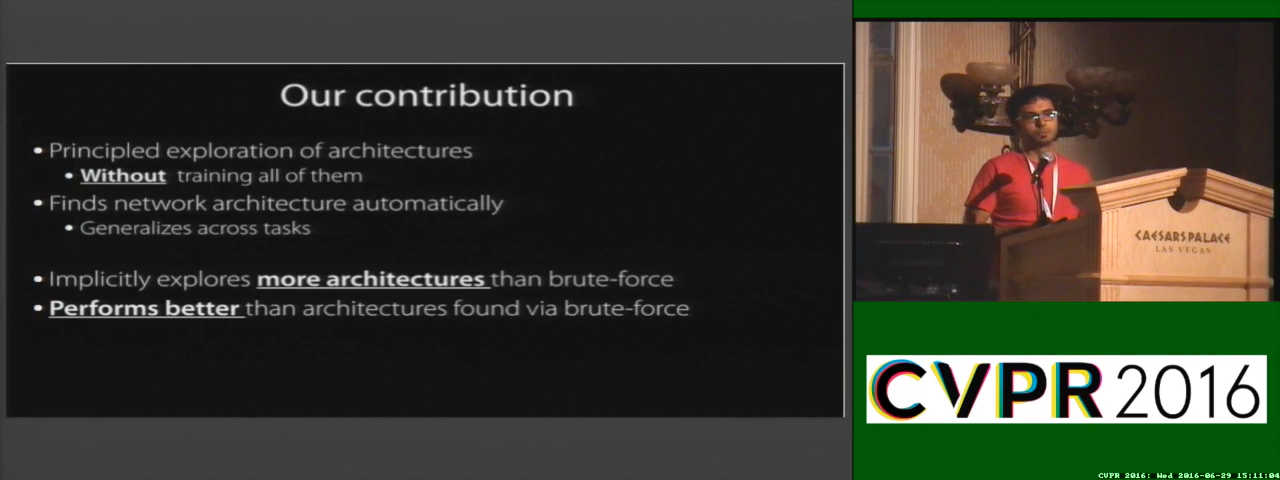 Our contribution
• Principled exploration of architectures
• Without training all of them
• Finds network architecture automatically
• Generalizes across tasks
• Implicitly explores more architectures than brute-force
• Performs better than architectures found via brute-force
CAESARS PALACE
LAS VEGAS
CVPR 2016
CVPR 2016: Wed 2016-06-29 15:11:04